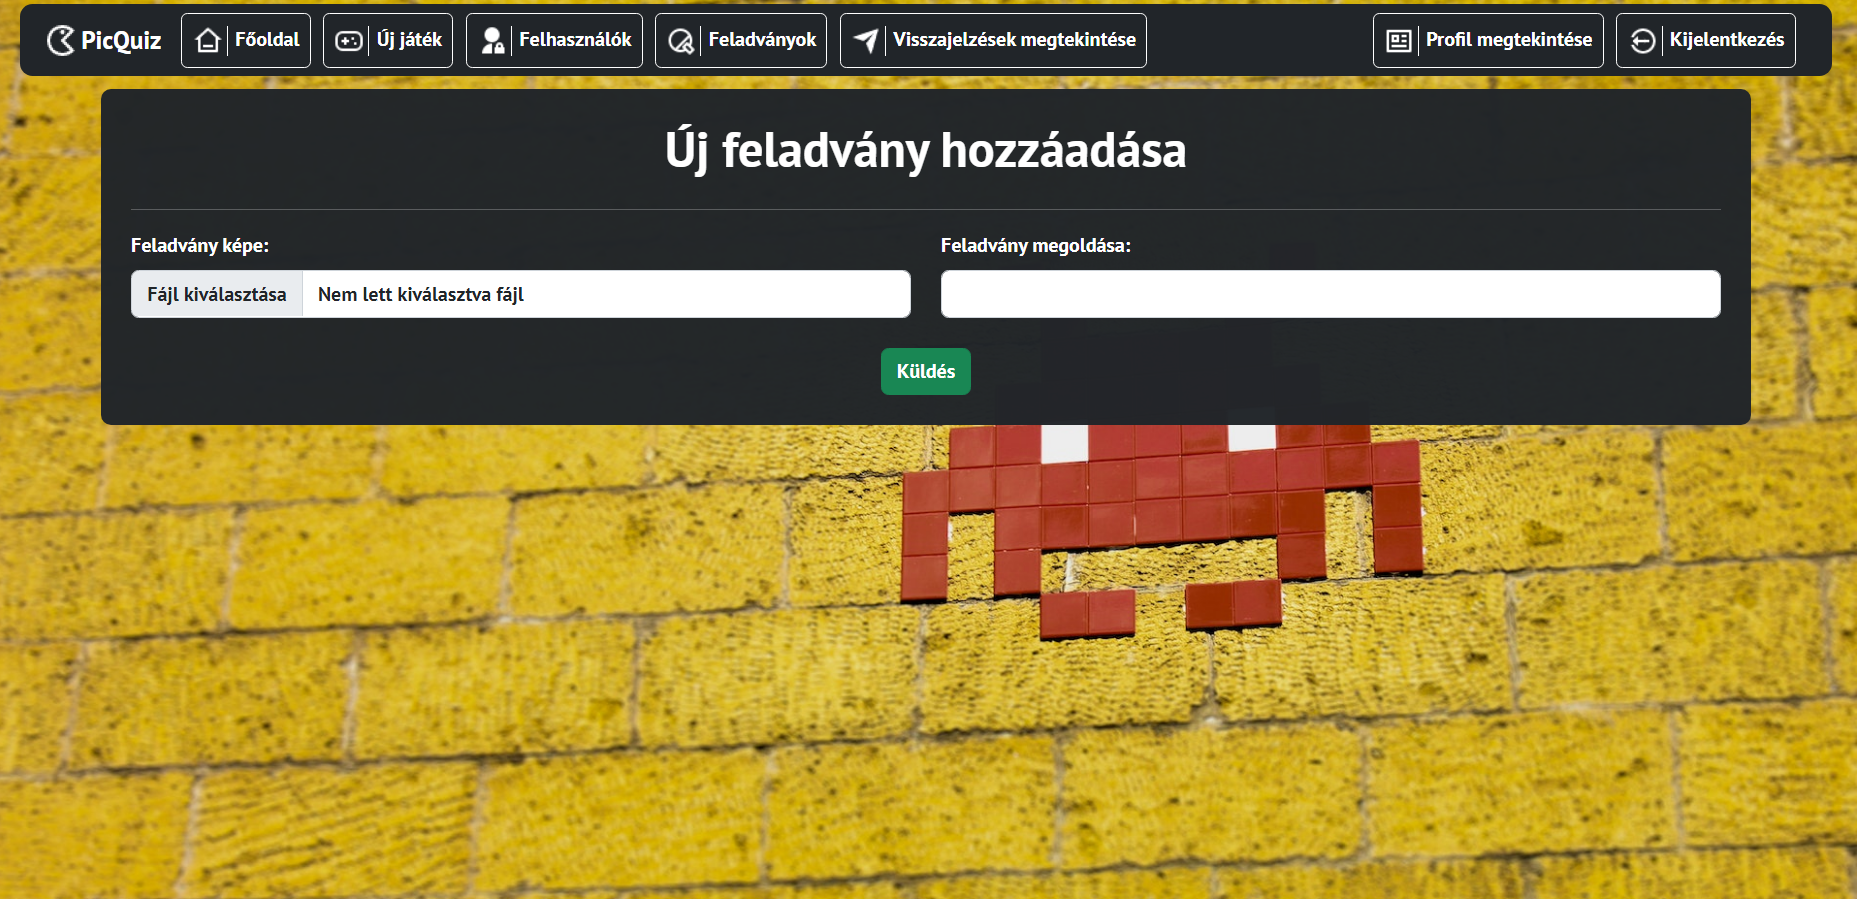 PicQuiz Főoldal Új játék Felhasználók Feladványok Visszajelzések megtekintése Profil megtekintése Kijelentkezés
Új feladvány hozzáadása
Feladvány képe: Feladvány megoldása:
Fájl kiválasztása Nem lett kiválasztva fájl
Küldés